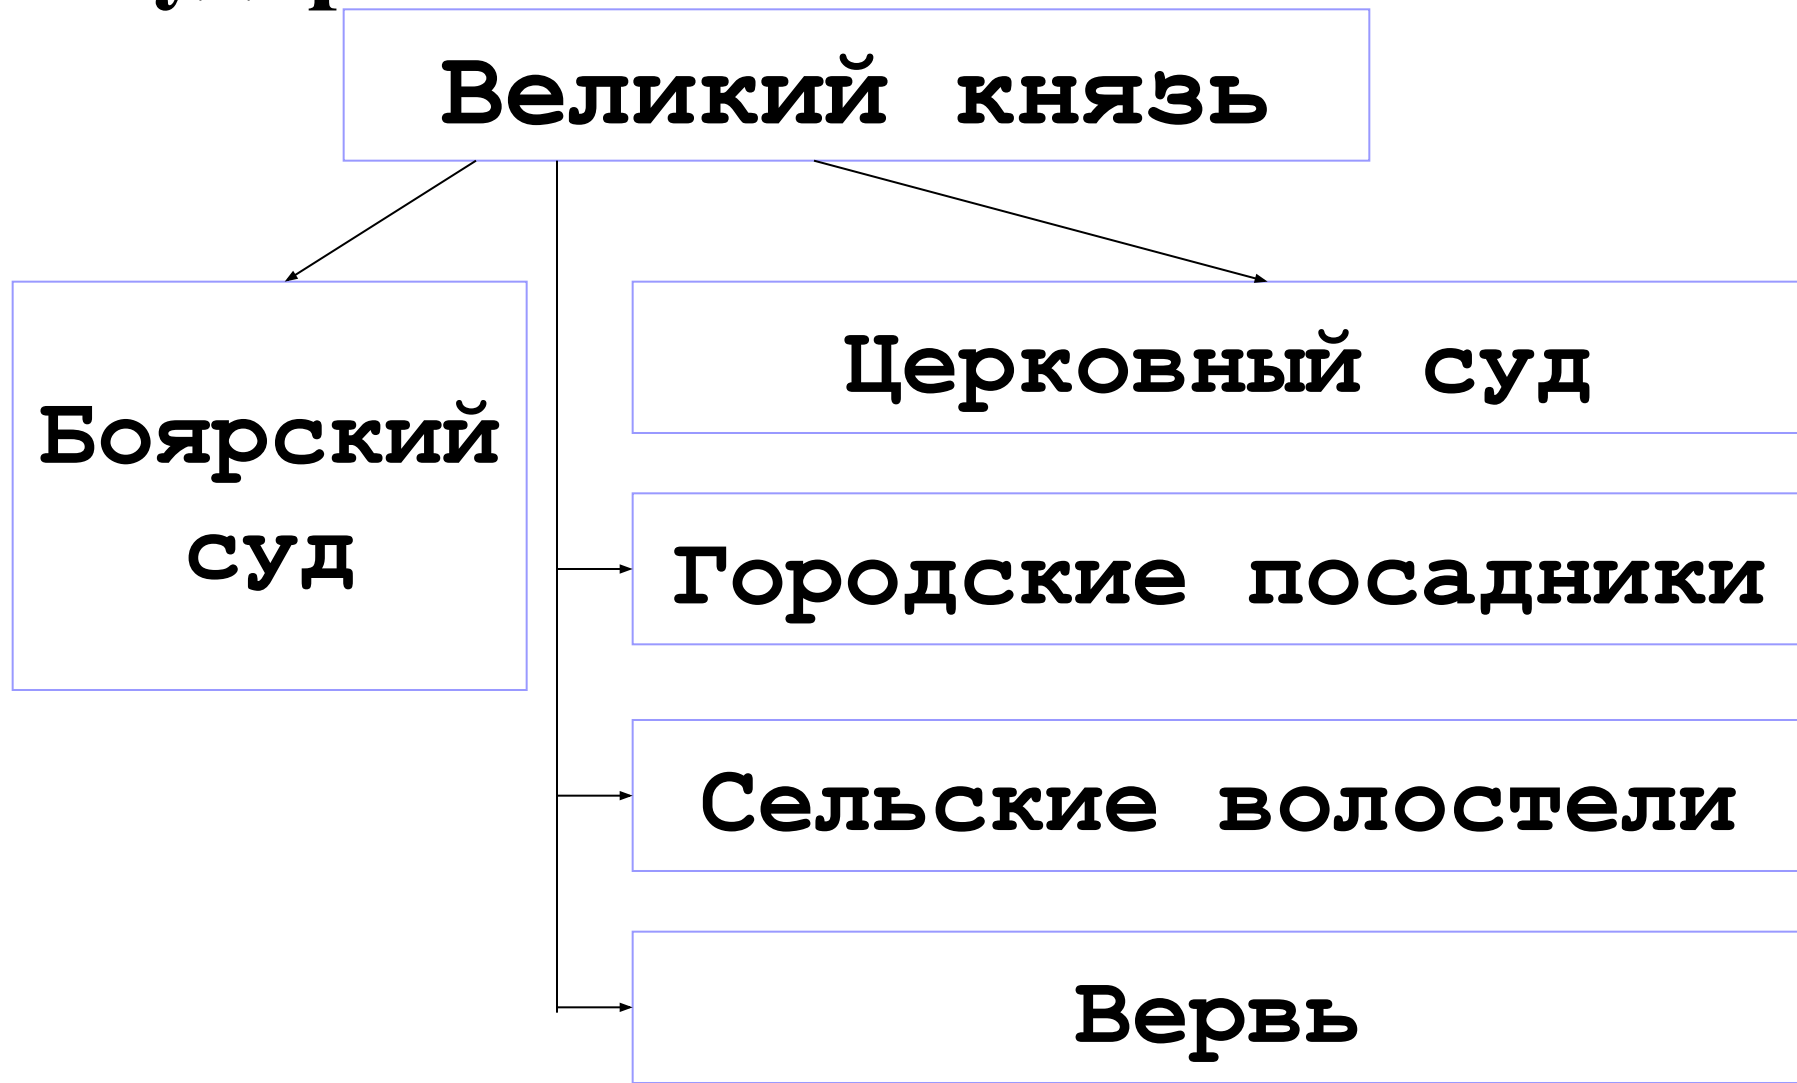 Великий князь
Боярский
суд
Церковный суд
Городские посадники
Сельские волостели
Вервь